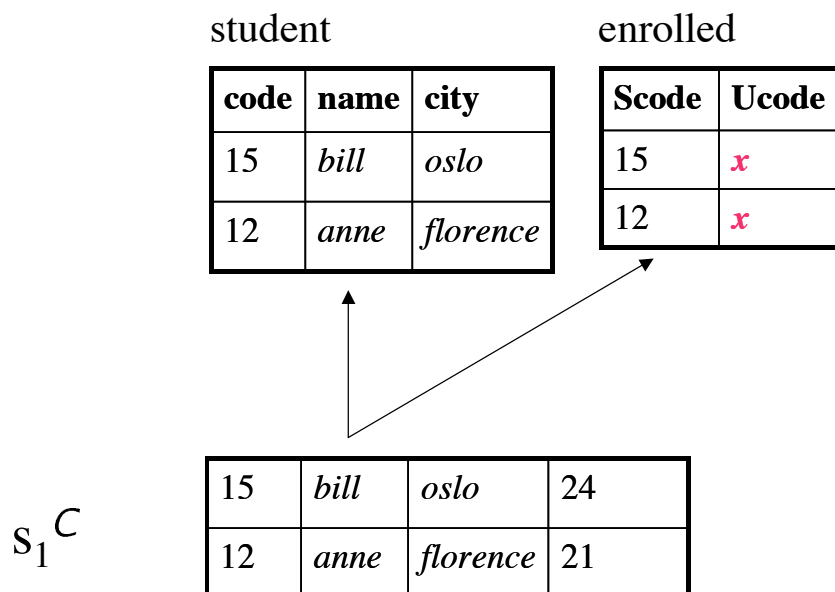 student enrolled
code name city Scode Ucode
15 bill oslo 15 x
12 anne florence 12 x
15 bill oslo 24
s₁ᶜ
12 anne florence 21